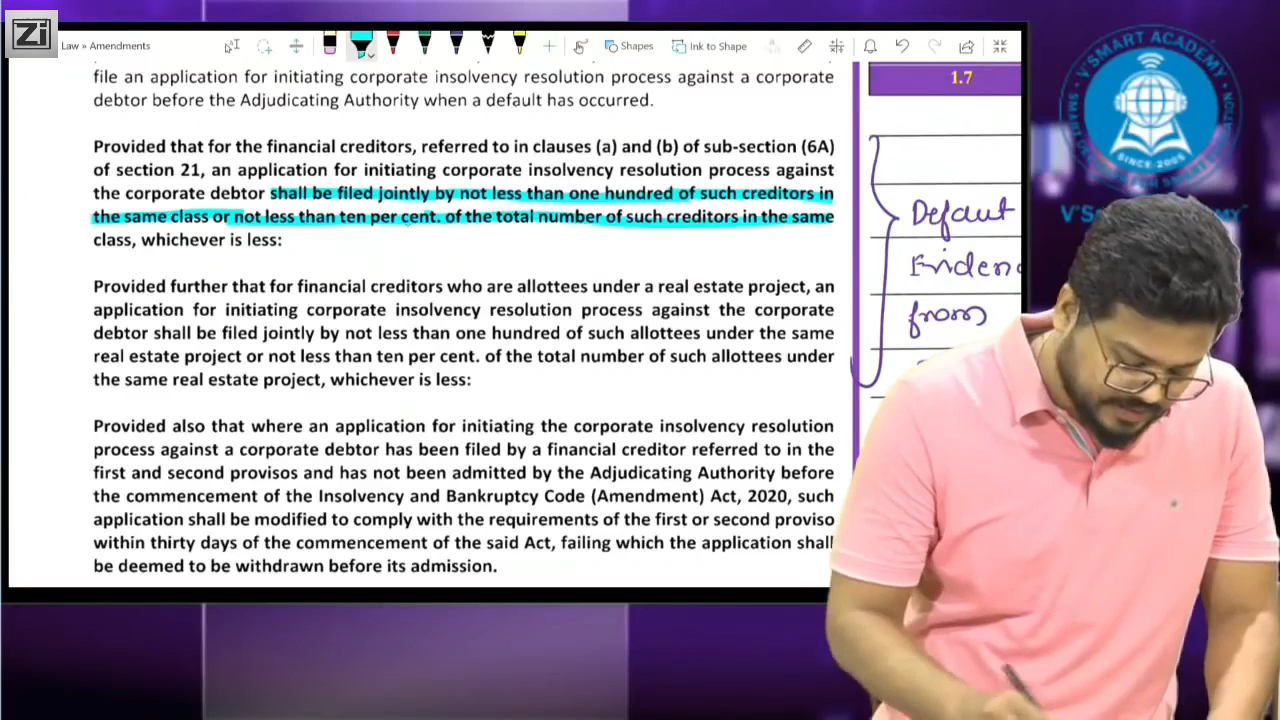 Zi
Law » Amendments
Shapes
Ink to Shape
file an application for initiating corporate insolvency resolution process against a corporate
debtor before the Adjudicating Authority when a default has occurred.
Provided that for the financial creditors, referred to in clauses (a) and (b) of sub-section (6A)
of section 21, an application for initiating corporate insolvency resolution process against
the corporate debtor shall be filed jointly by not less than one hundred of such creditors in
the same class or not less than ten per cent. of the total number of such creditors in the same
class, whichever is less:
Provided further that for financial creditors who are allottees under a real estate project, an
application for initiating corporate insolvency resolution process against the corporate
debtor shall be filed jointly by not less than one hundred of such allottees under the same
real estate project or not less than ten per cent. of the total number of such allottees under
the same real estate project, whichever is less:
Provided also that where an application for initiating the corporate insolvency resolution
process against a corporate debtor has been filed by a financial creditor referred to in the
first and second provisos and has not been admitted by the Adjudicating Authority before
the commencement of the Insolvency and Bankruptcy Code (Amendment) Act, 2020, such
application shall be modified to comply with the requirements of the first or second proviso
within thirty days of the commencement of the said Act, failing which the application shall
be deemed to be withdrawn before its admission.
1.7
Defaut
Eviden
from
V'SMART ACADEMY
SINCE-2005
V'S